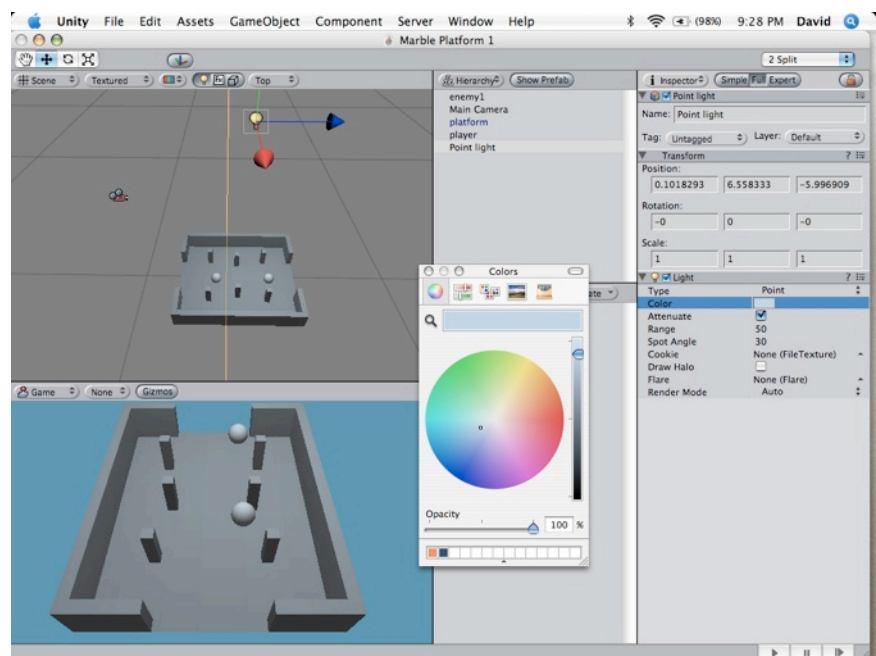 Unity File Edit Assets GameObject Component Server Window Help (98%) 9:28 PM David
Marble Platform 1
2 Split
Scene Textured Top
Hierarchy Show Prefab
Inspector Simple Full Expert
enemy1
Main Camera
platform
player
Point light
Point light
Name: Point light
Tag: Untagged Layer: Default
Transform ?
Position:
0.1018293 6.558333 -5.996909
Rotation:
-0 0 -0
Scale:
1 1 1
Light ?
Type Point
Color
Attenuate
Range 50
Spot Angle 30
Cookie None (FileTexture)
Draw Halo
Flare None (Flare)
Render Mode Auto
Colors
ate
Opacity
100 %
Game None Gizmos